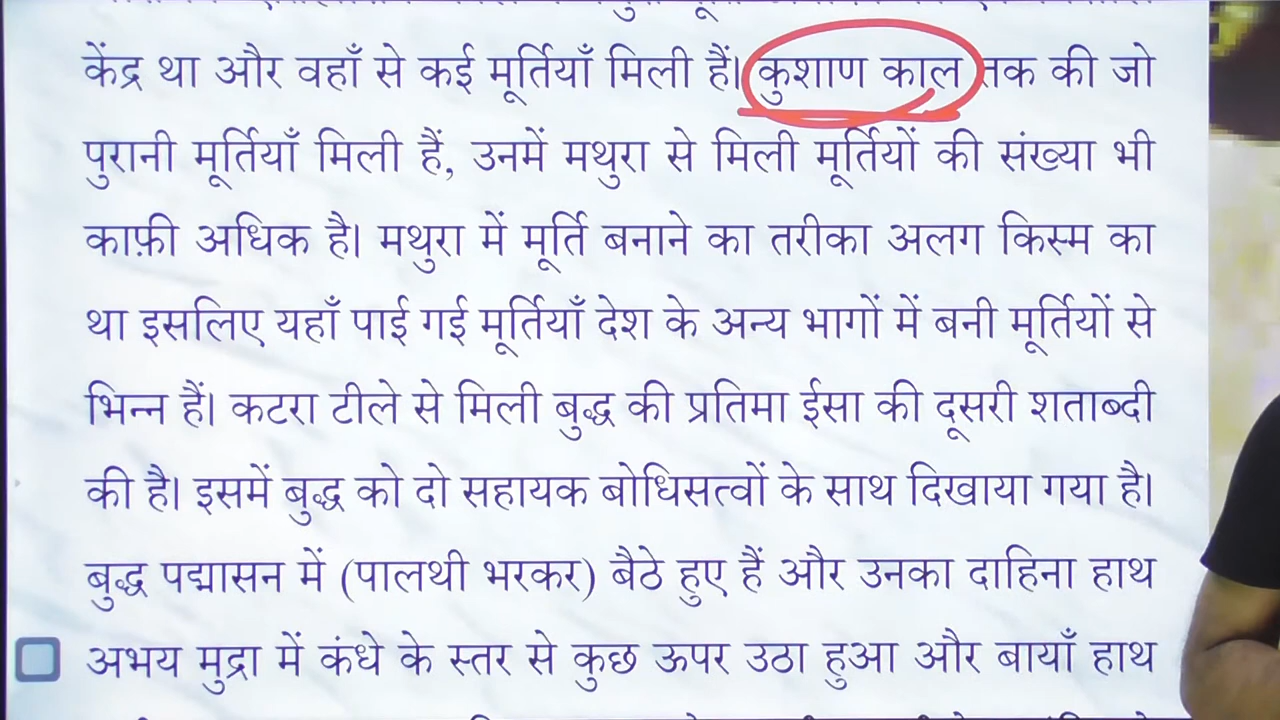 केंद्र था और वहाँ से कई मूर्तियाँ मिली हैं। कुशाण काल तक की जो
पुरानी मूर्तियाँ मिली हैं, उनमें मथुरा से मिली मूर्तियों की संख्या भी
काफ़ी अधिक है। मथुरा में मूर्ति बनाने का तरीका अलग किस्म का
था इसलिए यहाँ पाई गई मूर्तियाँ देश के अन्य भागों में बनी मूर्तियों से
भिन्न हैं। कटरा टीले से मिली बुद्ध की प्रतिमा ईसा की दूसरी शताब्दी
की है। इसमें बुद्ध को दो सहायक बोधिसत्वों के साथ दिखाया गया है।
बुद्ध पद्मासन में (पालथी भरकर) बैठे हुए हैं और उनका दाहिना हाथ
अभय मुद्रा में कंधे के स्तर से कुछ ऊपर उठा हुआ और बायाँ हाथ